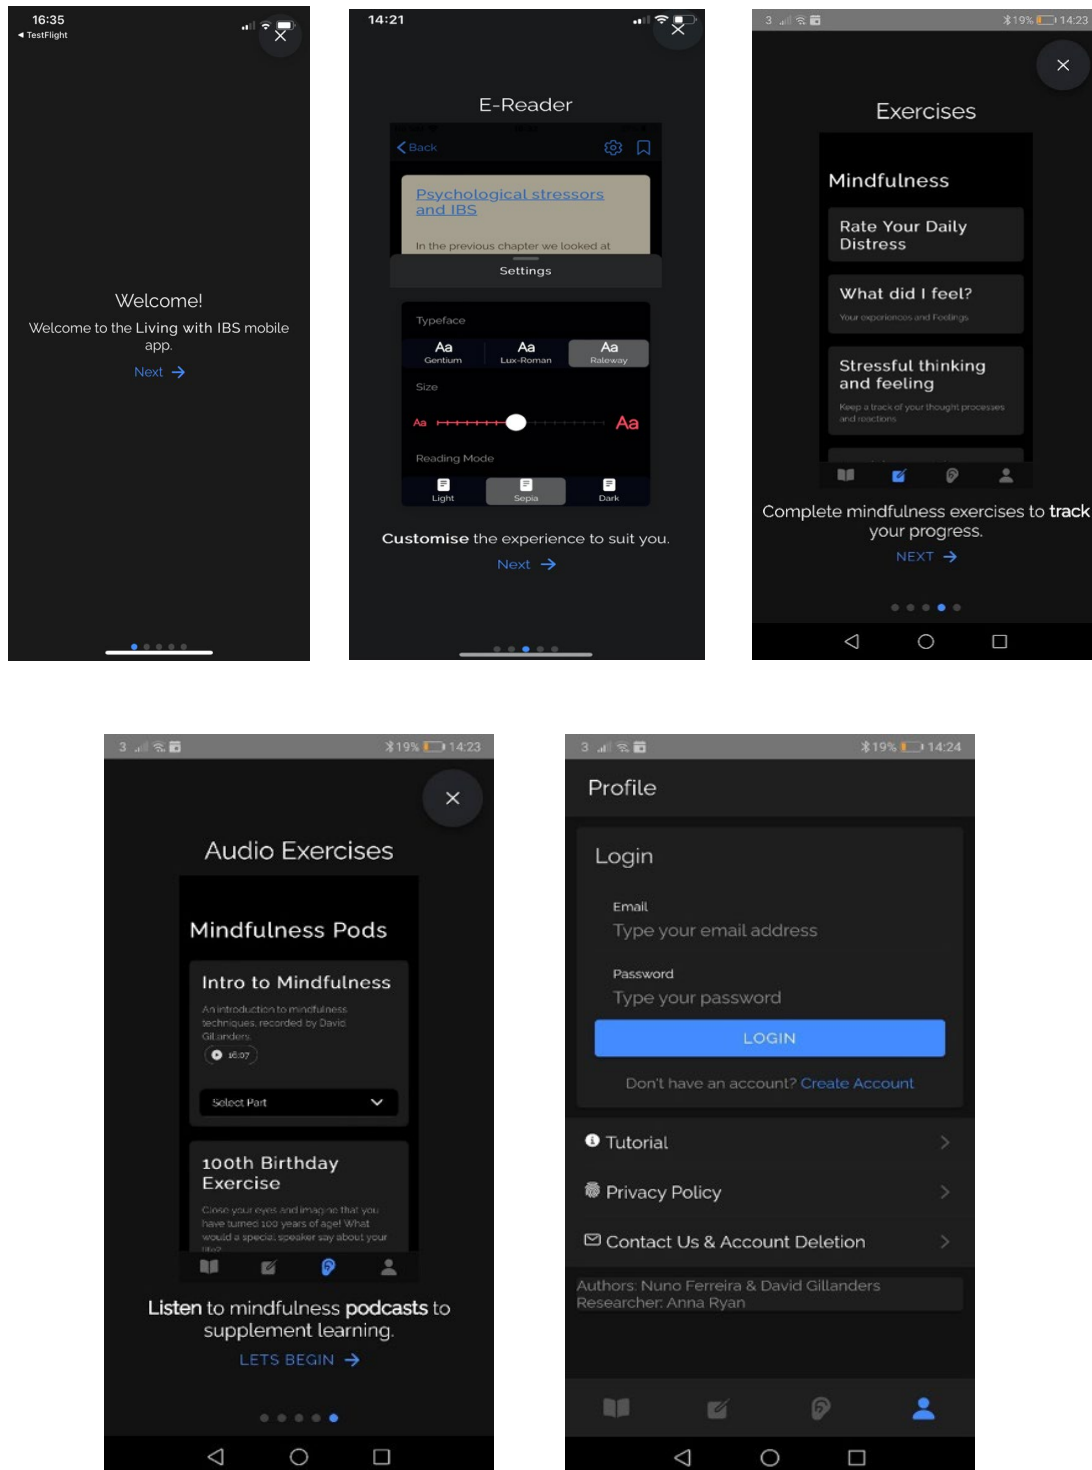 16:35
TestFlight
Welcome!
Welcome to the Living with IBS mobile
app.
Next
14:21
E-Reader
Back
Psychological stressors
and IBS
In the previous chapter we looked at
Settings
Typeface
Aa Aa Aa
Gentium Lux-Roman Raleway
Size
Aa Aa
Reading Mode
Light Sepia Dark
Customise the experience to suit you.
Next
3 19% 14:23
Exercises
Mindfulness
Rate Your Daily
Distress
What did I feel?
Your experiences and Feelings
Stressful thinking
and feeling
Keep a track of your thought processes
and reactions
Complete mindfulness exercises to track
your progress.
NEXT
3 19% 14:23
Audio Exercises
Mindfulness Pods
Intro to Mindfulness
An introduction to mindfulness
techniques, recorded by David
Gillanders.
16:07
Select Part
100th Birthday
Exercise
Close your eyes and imagine that you
have turned 100 years of age! What
would a special speaker say about your
life?
Listen to mindfulness podcasts to
supplement learning.
LETS BEGIN
3 19% 14:24
Profile
Login
Email
Type your email address
Password
Type your password
LOGIN
Don't have an account? Create Account
Tutorial
Privacy Policy
Contact Us & Account Deletion
Authors: Nuno Ferreira & David Gillanders
Researcher: Anna Ryan